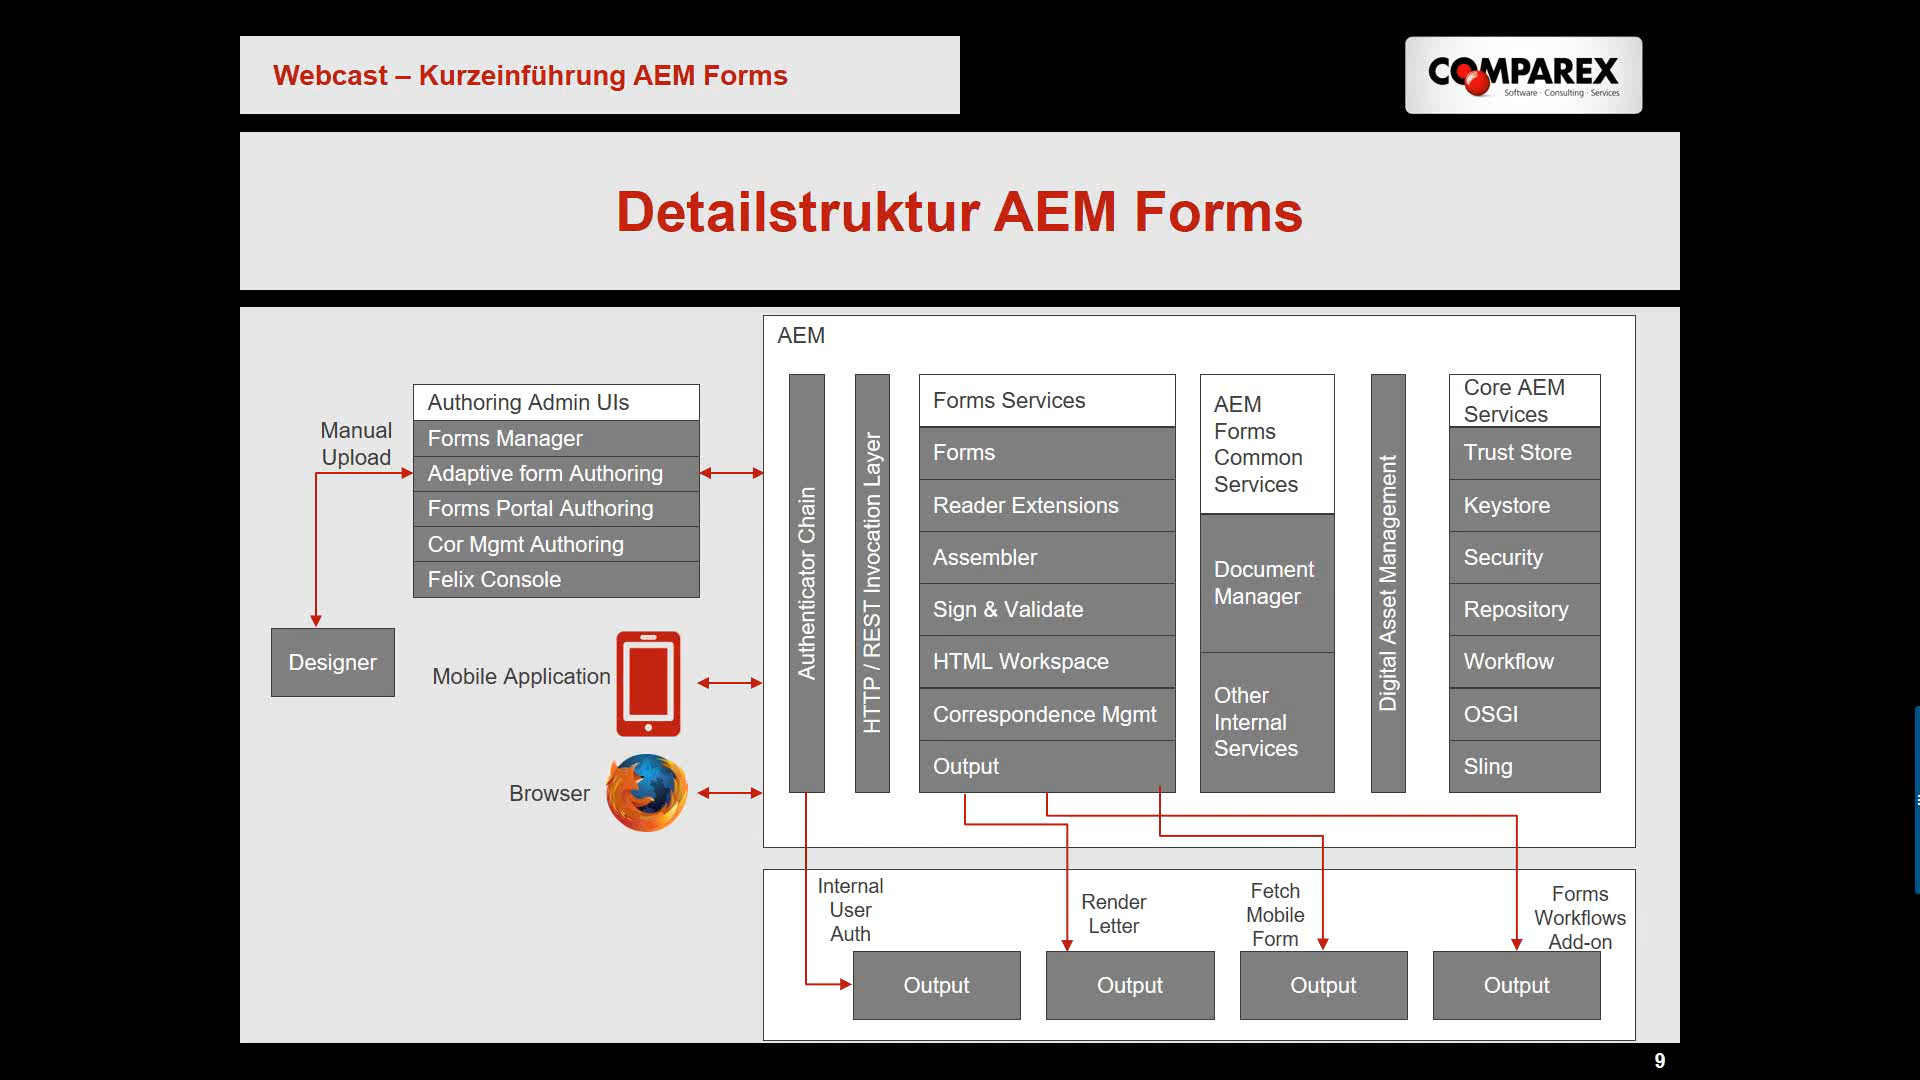 Webcast – Kurzeinführung AEM Forms
COMPAREX
Software · Consulting · Services
Detailstruktur AEM Forms
Manual
Upload
Designer
Authoring Admin UIs
Forms Manager
Adaptive form Authoring
Forms Portal Authoring
Cor Mgmt Authoring
Felix Console
Mobile Application
Browser
AEM
Authenticator Chain
HTTP / REST Invocation Layer
Forms Services
Forms
Reader Extensions
Assembler
Sign & Validate
HTML Workspace
Correspondence Mgmt
Output
AEM
Forms
Common
Services
Document
Manager
Other
Internal
Services
Digital Asset Management
Core AEM
Services
Trust Store
Keystore
Security
Repository
Workflow
OSGI
Sling
Internal
User
Auth
Output
Render
Letter
Output
Fetch
Mobile
Form
Output
Forms
Workflows
Add-on
Output
9